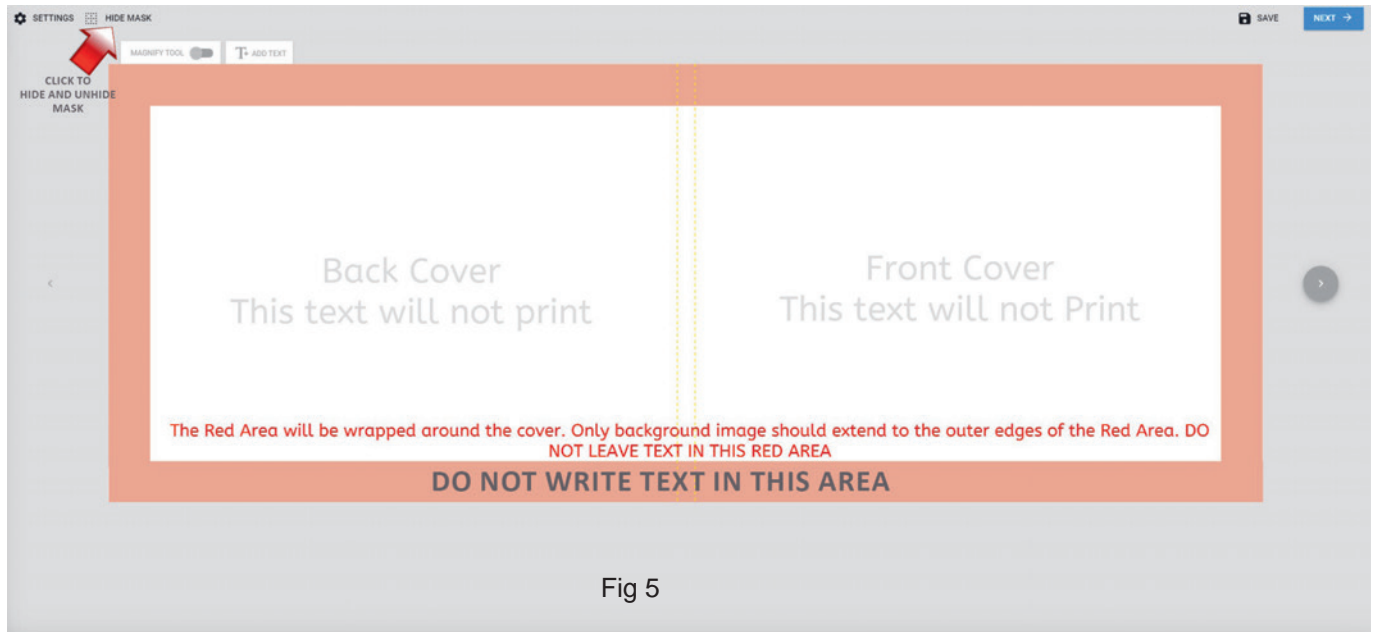 SETTINGS HIDE MASK SAVE NEXT
MAGNIFY TOOL T+ ADD TEXT
CLICK TO
HIDE AND UNHIDE
MASK
Back Cover
This text will not print
Front Cover
This text will not Print
The Red Area will be wrapped around the cover. Only background image should extend to the outer edges of the Red Area. DO
NOT LEAVE TEXT IN THIS RED AREA
DO NOT WRITE TEXT IN THIS AREA
Fig 5